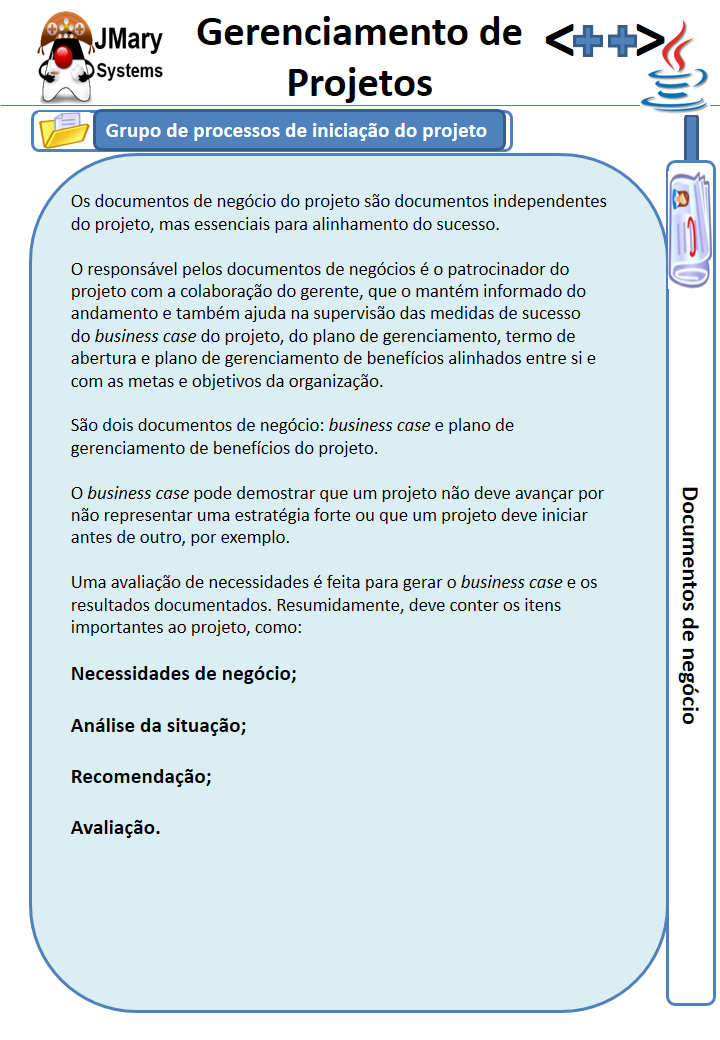 JMary
Systems
Gerenciamento de
Projetos
<++>
Grupo de processos de iniciação do projeto
Os documentos de negócio do projeto são documentos independentes
do projeto, mas essenciais para alinhamento do sucesso.
O responsável pelos documentos de negócios é o patrocinador do
projeto com a colaboração do gerente, que o mantém informado do
andamento e também ajuda na supervisão das medidas de sucesso
do business case do projeto, do plano de gerenciamento, termo de
abertura e plano de gerenciamento de benefícios alinhados entre si e
com as metas e objetivos da organização.
São dois documentos de negócio: business case e plano de
gerenciamento de benefícios do projeto.
O business case pode demostrar que um projeto não deve avançar por
não representar uma estratégia forte ou que um projeto deve iniciar
antes de outro, por exemplo.
Uma avaliação de necessidades é feita para gerar o business case e os
resultados documentados. Resumidamente, deve conter os itens
importantes ao projeto, como:
Necessidades de negócio;
Análise da situação;
Recomendação;
Avaliação.
Documentos de negócio